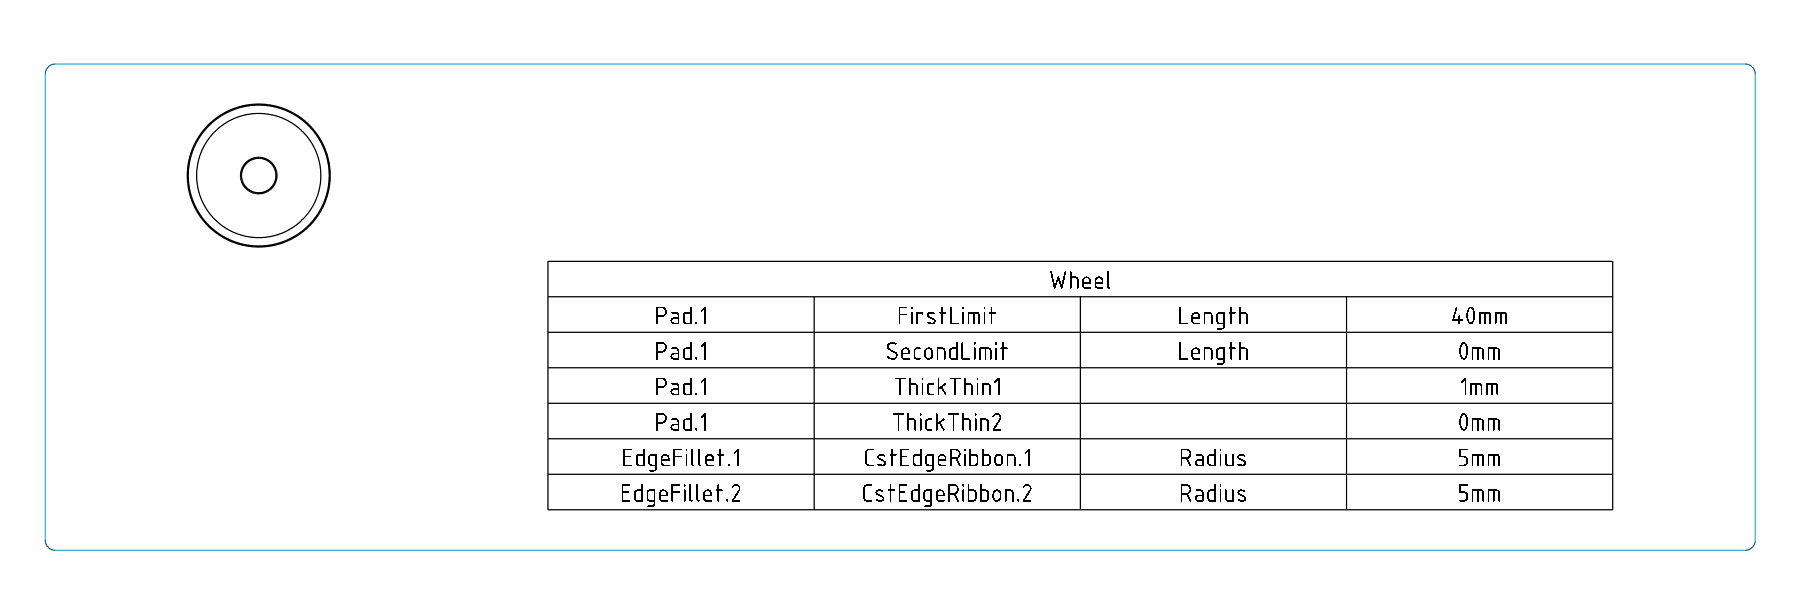 Wheel
Pad.1 FirstLimit Length 40mm
Pad.1 SecondLimit Length 0mm
Pad.1 ThickThin1 1mm
Pad.1 ThickThin2 0mm
EdgeFillet.1 CstEdgeRibbon.1 Radius 5mm
EdgeFillet.2 CstEdgeRibbon.2 Radius 5mm